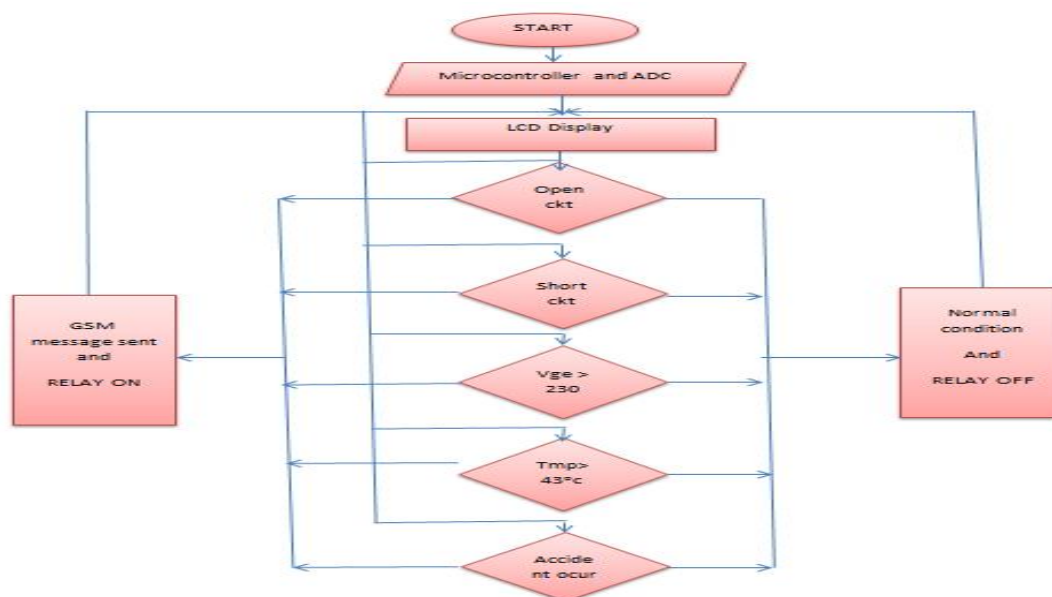 START
Microcontroller and ADC
LCD Display
Open
ckt
Short
ckt
GSM
message sent
and
RELAY ON
Normal
condition
And
RELAY OFF
Vge >
230
Tmp>
43°c
Accide
nt ocur